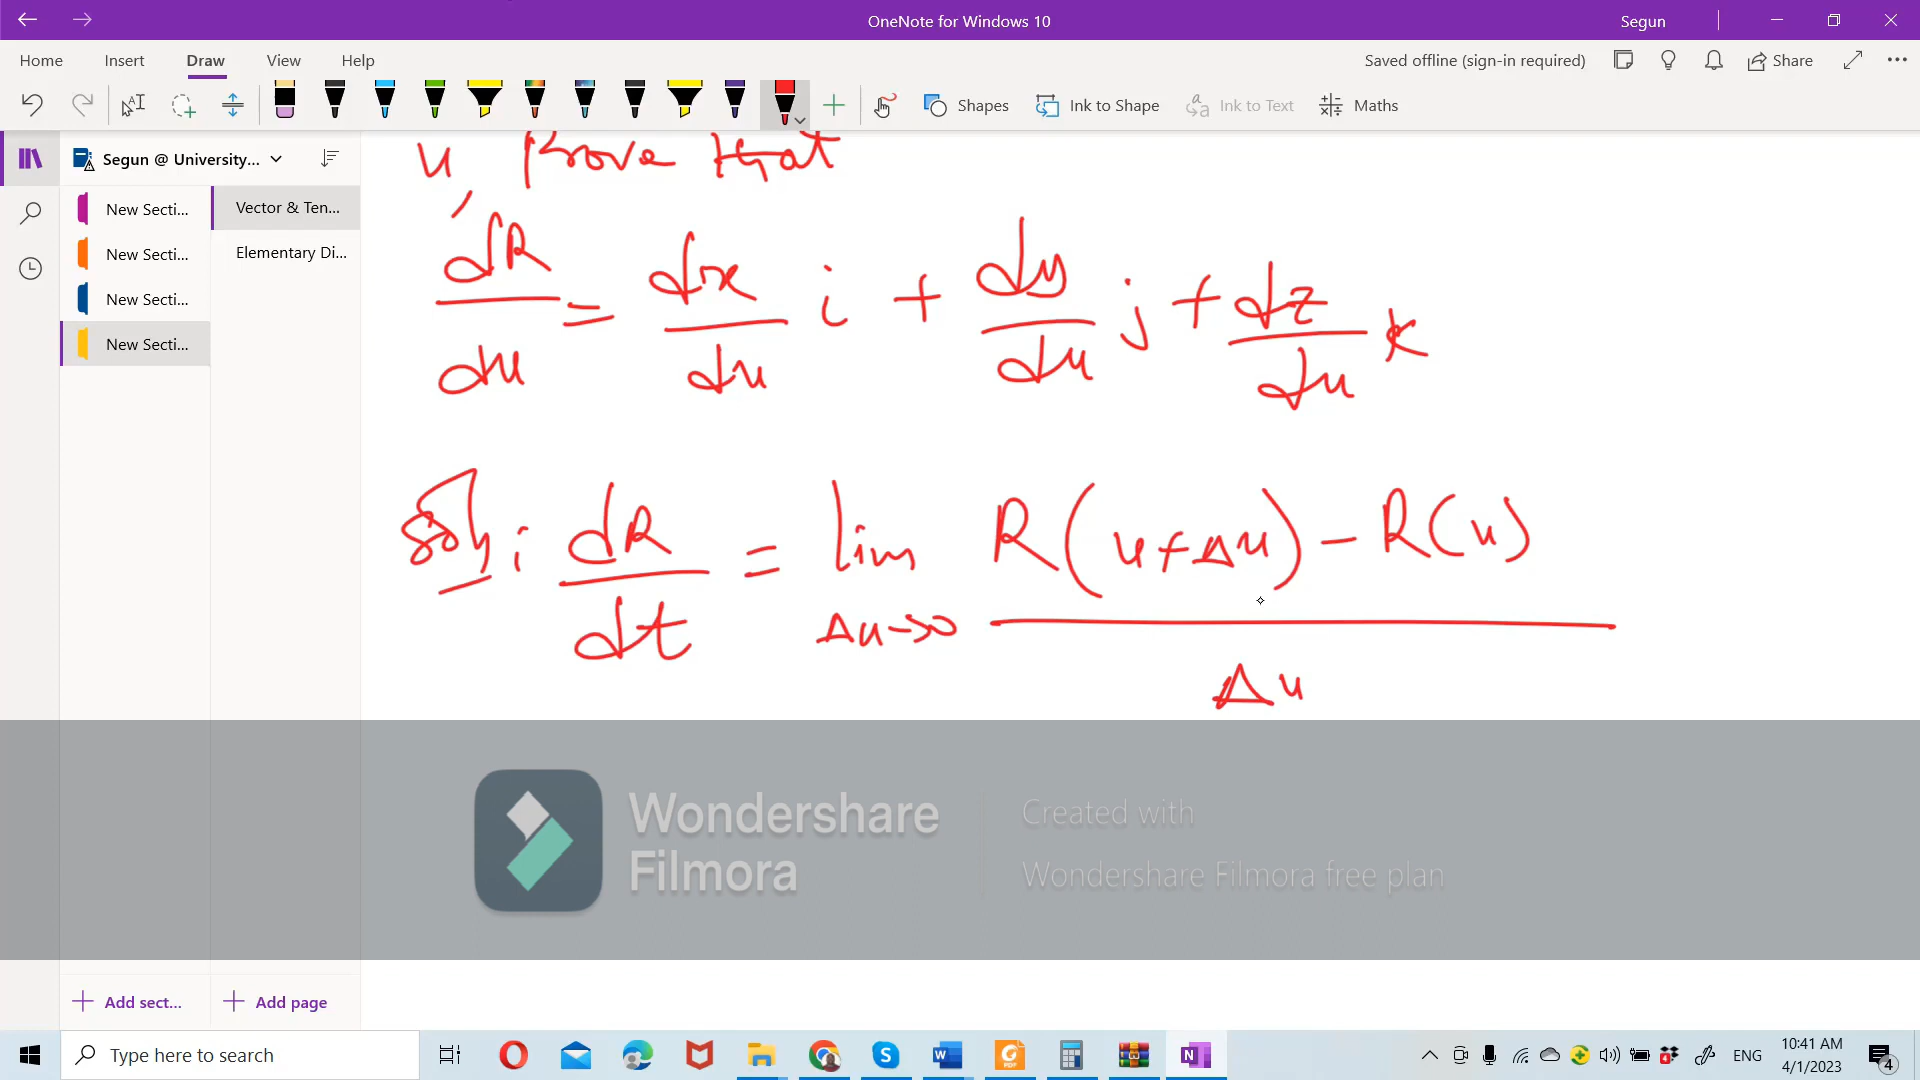 OneNote for Windows 10
Segun
Home Insert Draw View Help
Saved offline (sign-in required)
Share
Shapes
Ink to Shape
Ink to Text
Maths
Segun @ University...
New Secti...
New Secti...
New Secti...
New Secti...
Vector & Ten...
Elementary Di...
u, prove that
dR/du = dx/du i + dy/du j + dz/du k
Soln: dR/dt = lim Δu→0 R(u+Δu) - R(u) / Δu
Wondershare
Filmora
Created with
Wondershare Filmora free plan
Add sect...
Add page
Type here to search
ENG
10:41 AM
4/1/2023
4